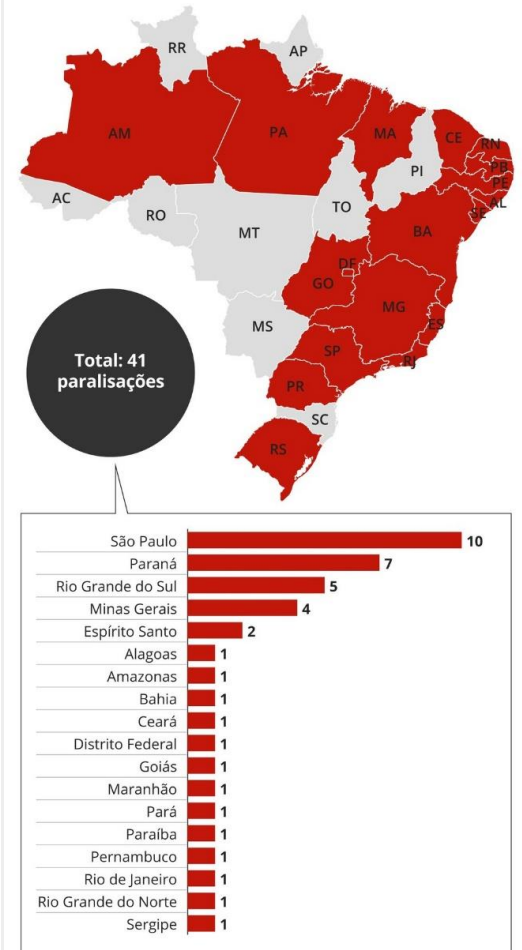 RR
AP
AM
PA
MA
CE
RN
PB
PE
AL
SE
PI
AC
RO
TO
BA
MT
DF
GO
MG
MS
ES
SP
RJ
PR
SC
RS
Total: 41
paralisações
São Paulo 10
Paraná 7
Rio Grande do Sul 5
Minas Gerais 4
Espírito Santo 2
Alagoas 1
Amazonas 1
Bahia 1
Ceará 1
Distrito Federal 1
Goiás 1
Maranhão 1
Pará 1
Paraíba 1
Pernambuco 1
Rio de Janeiro 1
Rio Grande do Norte 1
Sergipe 1